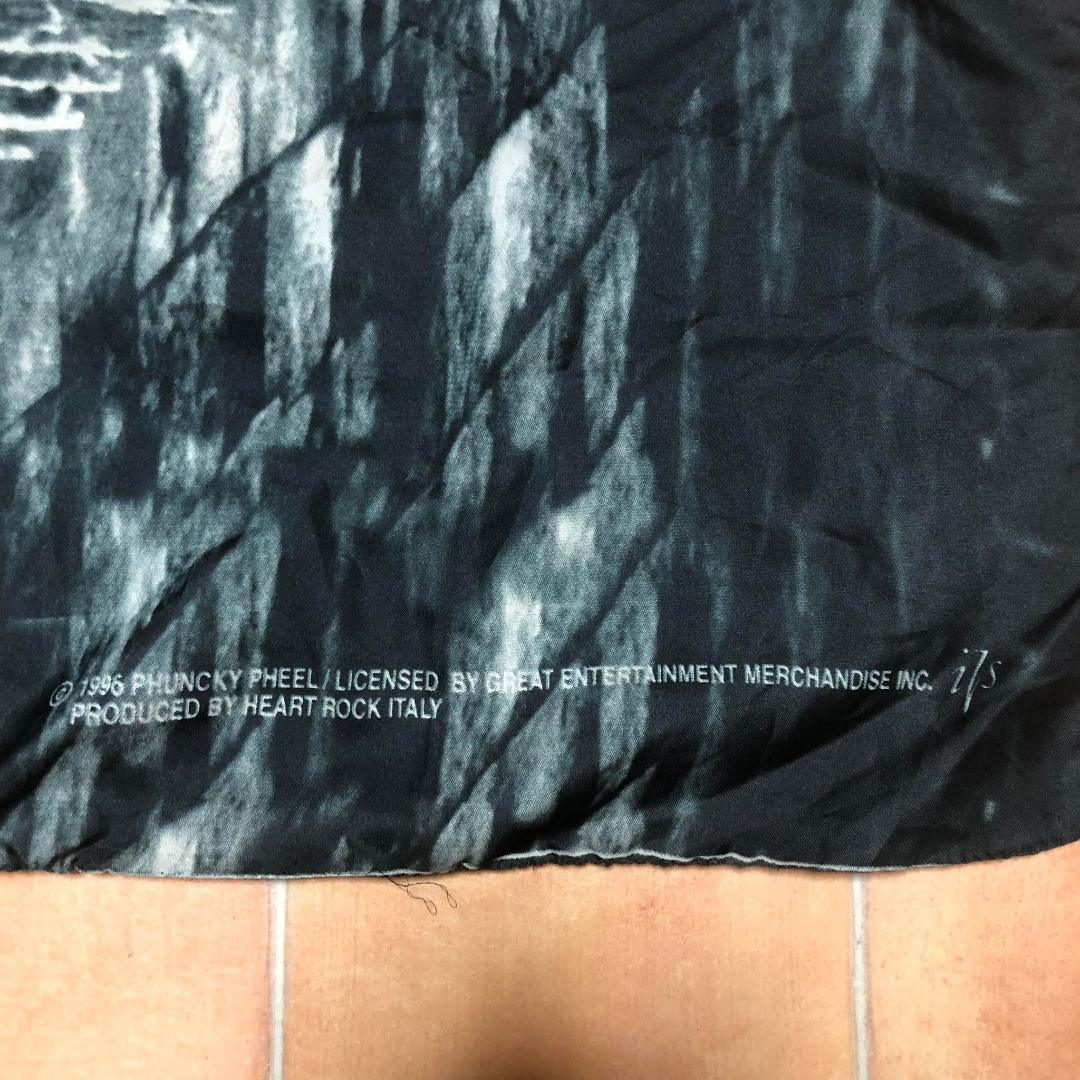 © 1996 PHUNCKY PHEEL / LICENSED BY GREAT ENTERTAINMENT MERCHANDISE INC.
PRODUCED BY HEART ROCK ITALY